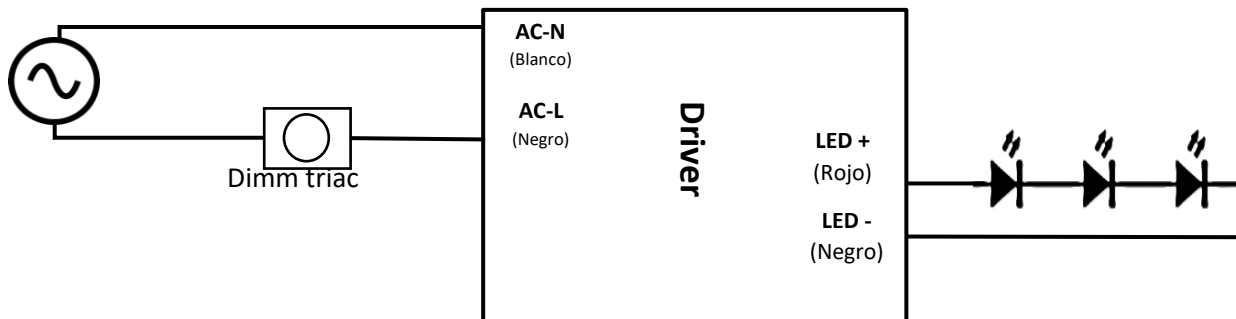 AC-N
(Blanco)
AC-L
(Negro)
Dimm triac
Driver
LED +
(Rojo)
LED -
(Negro)